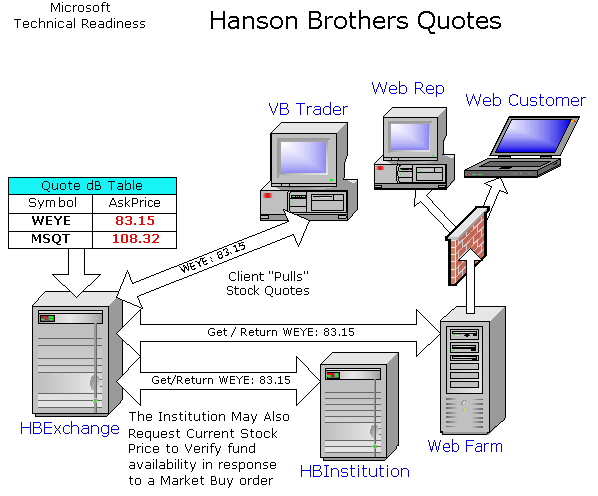 Microsoft
Technical Readiness
Hanson Brothers Quotes
Web Rep
VB Trader
Web Customer
Quote dB Table
Symbol AskPrice
WEYE 83.15
MSQT 108.32
WEYE: 83.15
Client "Pulls"
Stock Quotes
Get / Return WEYE: 83.15
Get/Return WEYE: 83.15
HBExchange
The Institution May Also
Request Current Stock
Price to Verify fund
availability in response
to a Market Buy order
HBInstitution
Web Farm